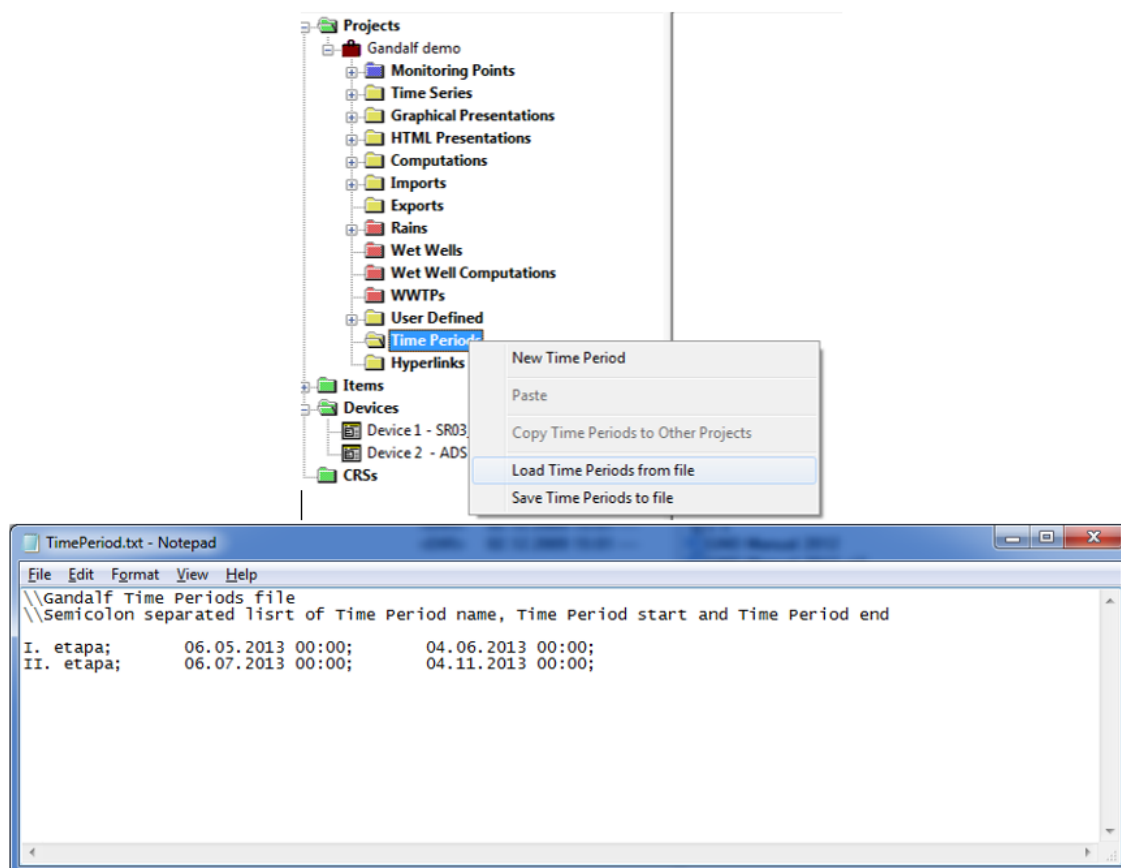 Projects
Gandalf demo
Monitoring Points
Time Series
Graphical Presentations
HTML Presentations
Computations
Imports
Exports
Rains
Wet Wells
Wet Well Computations
WWTPs
User Defined
Time Periods
Hyperlinks
Items
Devices
Device 1 - SR03_
Device 2 - ADS
CRSs
New Time Period
Paste
Copy Time Periods to Other Projects
Load Time Periods from file
Save Time Periods to file
TimePeriod.txt - Notepad
File Edit Format View Help
\\Gandalf Time Periods file
\\Semicolon separated lisrt of Time Period name, Time Period start and Time Period end
I. etapa; 06.05.2013 00:00; 04.06.2013 00:00;
II. etapa; 06.07.2013 00:00; 04.11.2013 00:00;